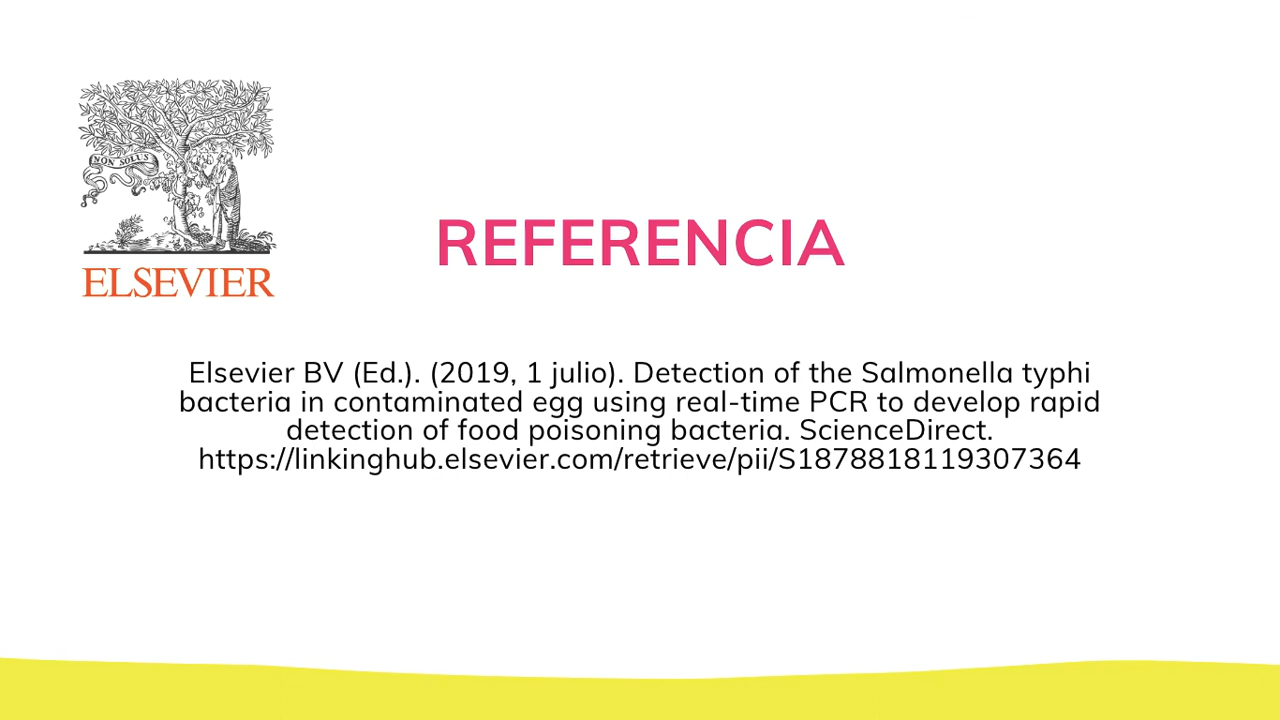 NON SOLUS
ELSEVIER
REFERENCIA
Elsevier BV (Ed.). (2019, 1 julio). Detection of the Salmonella typhi
bacteria in contaminated egg using real-time PCR to develop rapid
detection of food poisoning bacteria. ScienceDirect.
https://linkinghub.elsevier.com/retrieve/pii/S1878818119307364